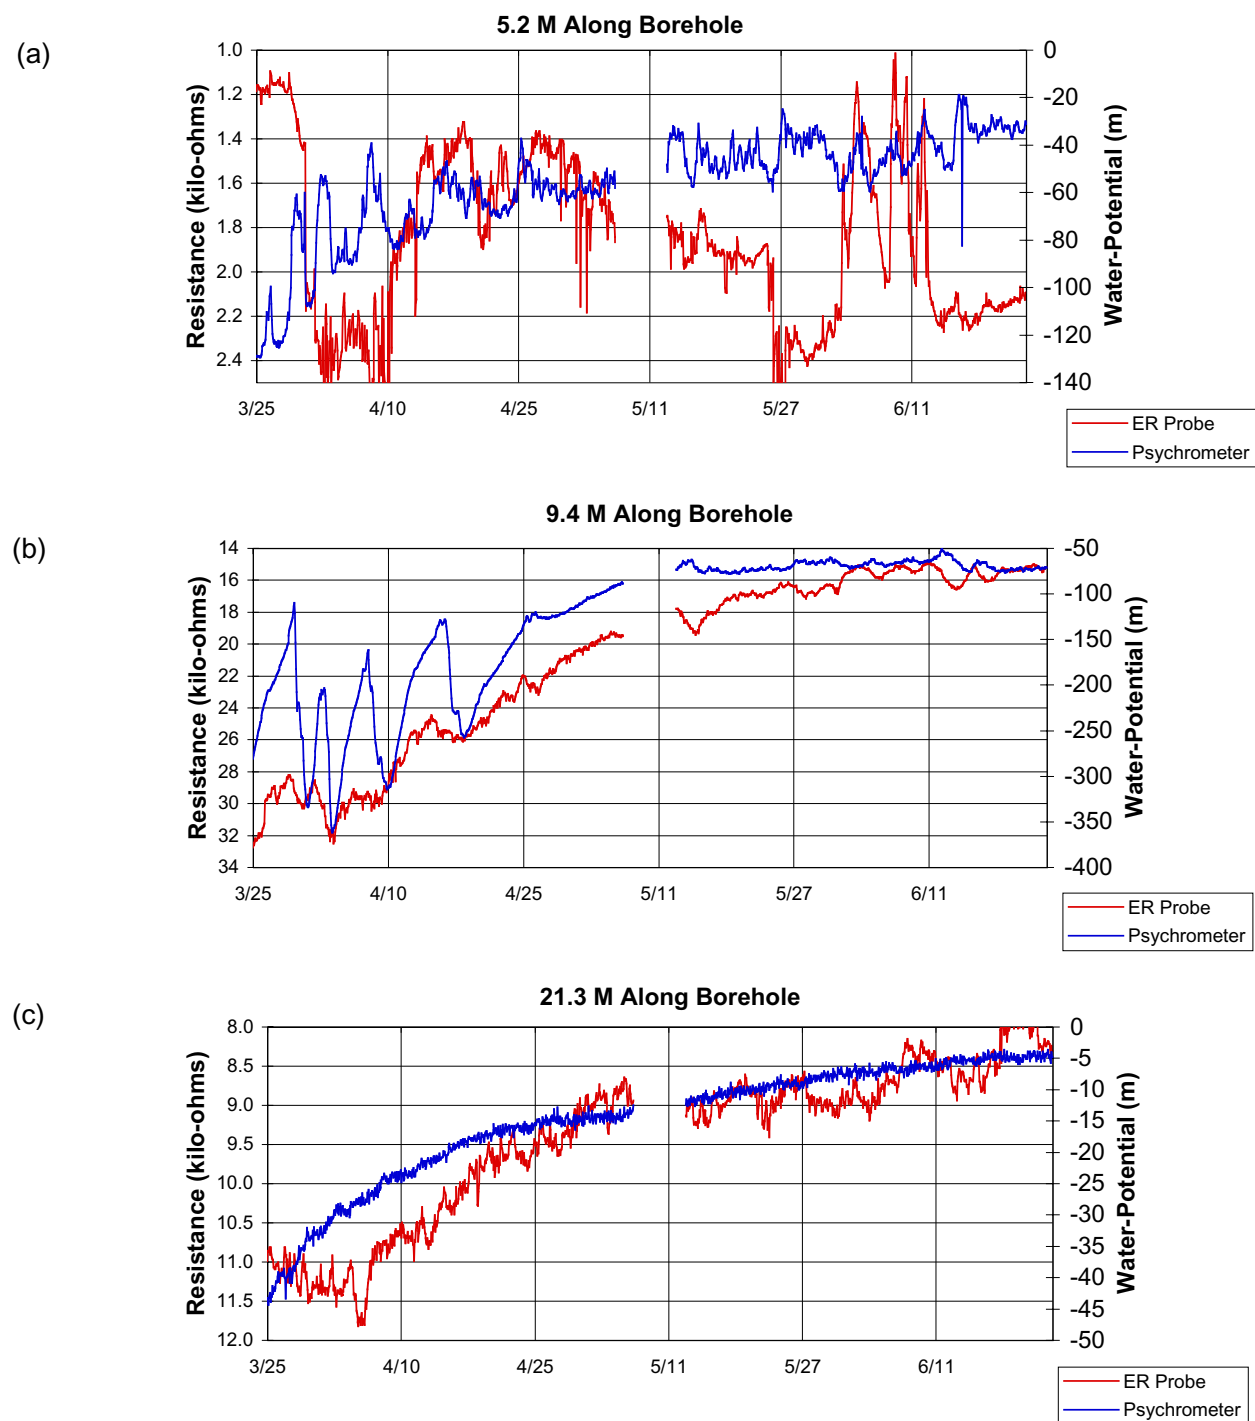 (a)
5.2 M Along Borehole
Resistance (kilo-ohms)
1.0
1.2
1.4
1.6
1.8
2.0
2.2
2.4
0
-20
-40
-60
-80
-100
-120
-140
Water-Potential (m)
3/25 4/10 4/25 5/11 5/27 6/11
ER Probe
Psychrometer
(b)
9.4 M Along Borehole
Resistance (kilo-ohms)
14
16
18
20
22
24
26
28
30
32
34
-50
-100
-150
-200
-250
-300
-350
-400
Water-Potential (m)
3/25 4/10 4/25 5/11 5/27 6/11
ER Probe
Psychrometer
(c)
21.3 M Along Borehole
Resistance (kilo-ohms)
8.0
8.5
9.0
9.5
10.0
10.5
11.0
11.5
12.0
0
-5
-10
-15
-20
-25
-30
-35
-40
-45
-50
Water-Potential (m)
3/25 4/10 4/25 5/11 5/27 6/11
ER Probe
Psychrometer